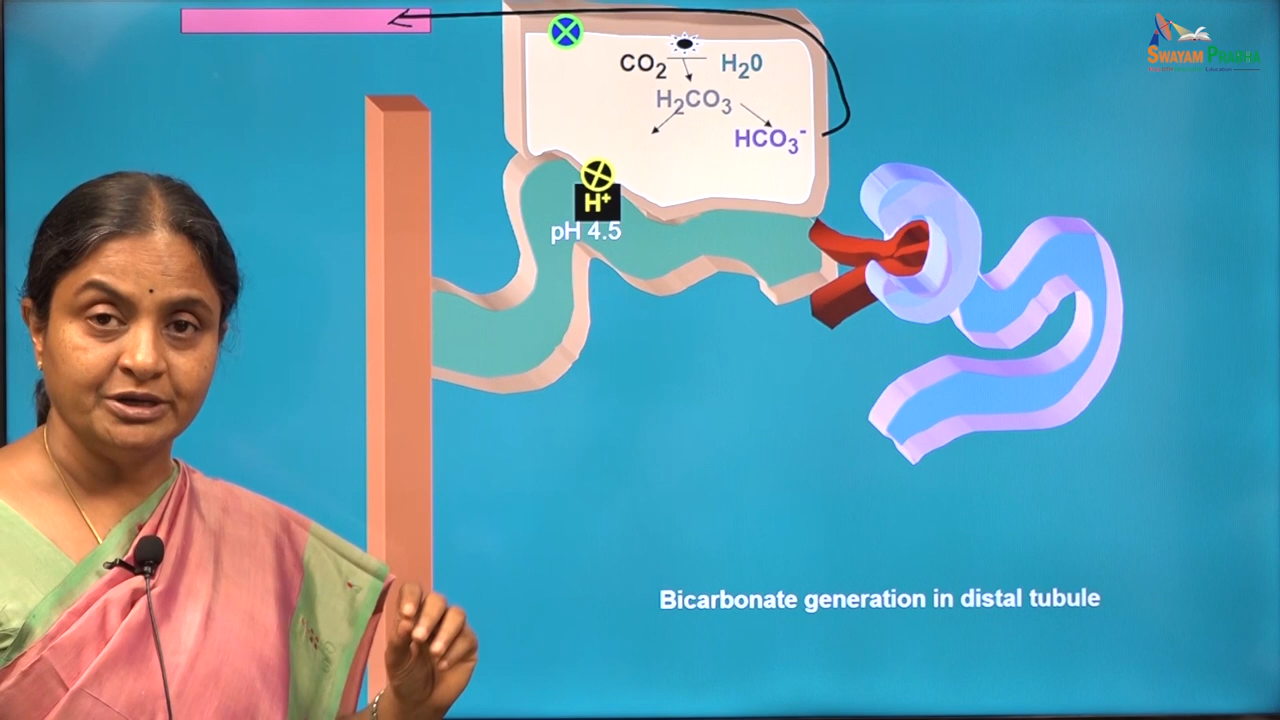 SWAYAM PRABHA
CO2 H20
H2CO3
HCO3-
H+
pH 4.5
Bicarbonate generation in distal tubule